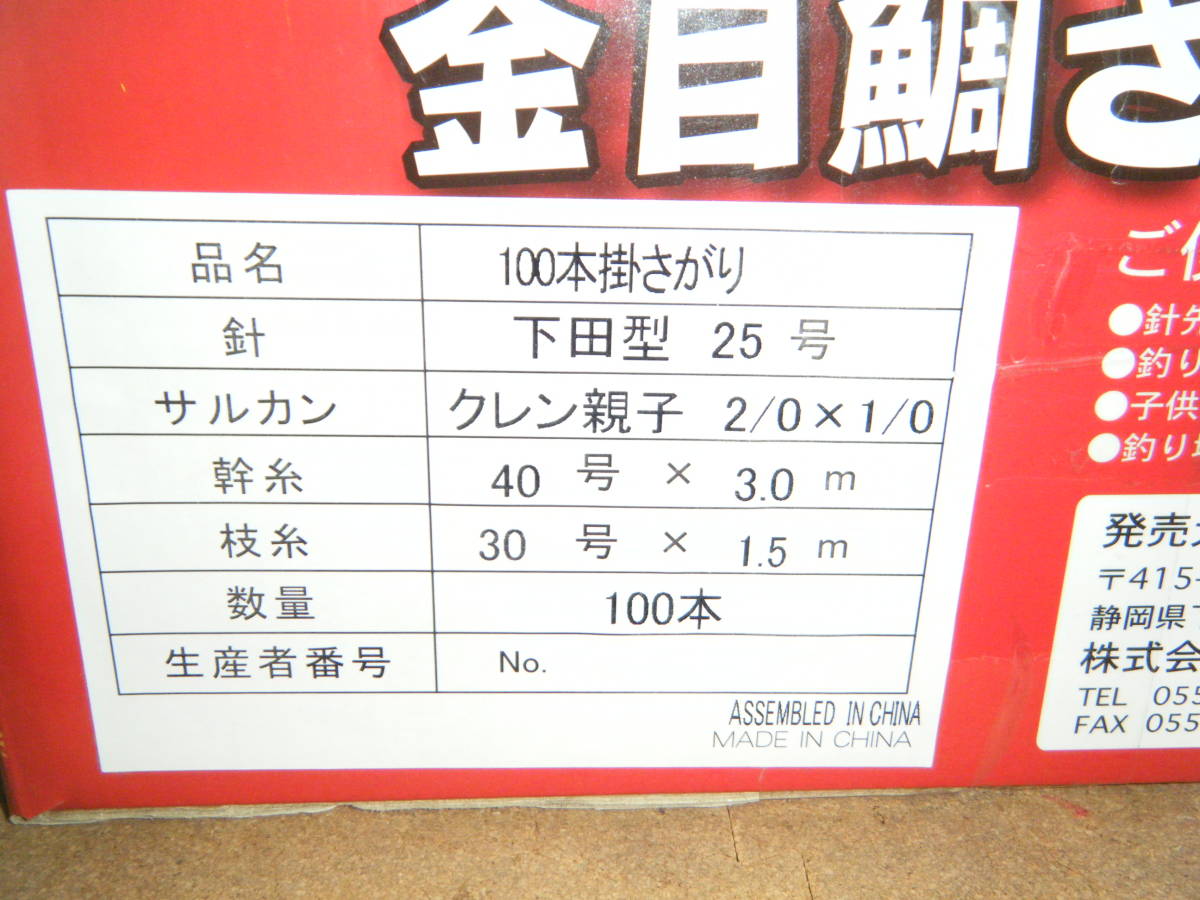 金目鯛さ
品名 100本掛さがり
針 下田型 25 号
サルカン クレン親子 2/0×1/0
幹糸 40 号 × 3.0 m
枝糸 30 号 × 1.5 m
数量 100本
生産者番号 No.
ASSEMBLED IN CHINA
MADE IN CHINA
ご使
●針先
●釣り
●子供
●釣り場
発売元
〒415-
静岡県下
株式会
TEL 055
FAX 055